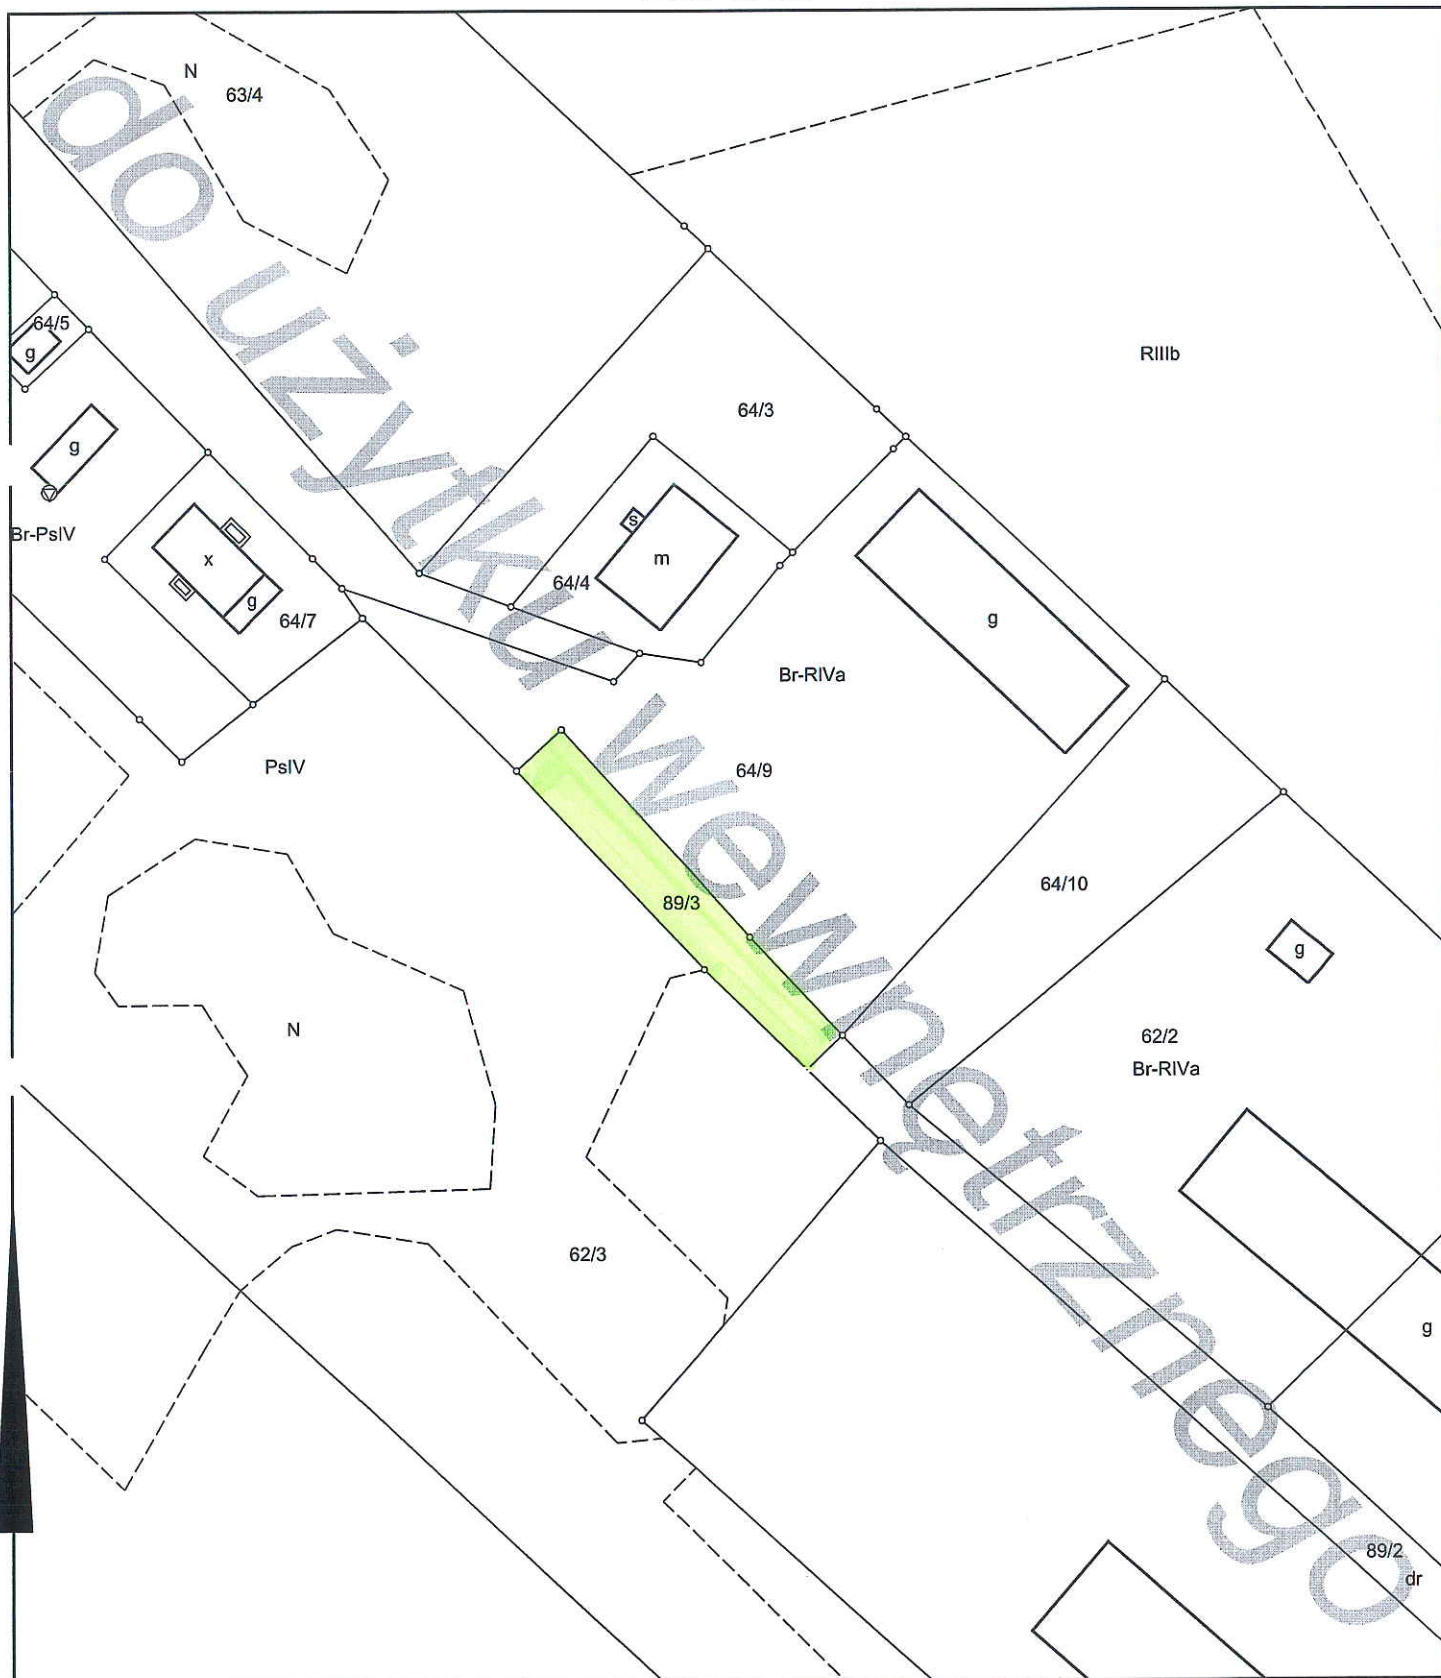 N
63/4
64/5
g
RIIIb
64/3
g
Br-PsIV
s
x
m
64/4
g
64/7
g
Br-RIVa
PsIV
64/9
64/10
89/3
g
N
62/2
Br-RIVa
62/3
g
89/2
dr
do użytku wewnętrznego